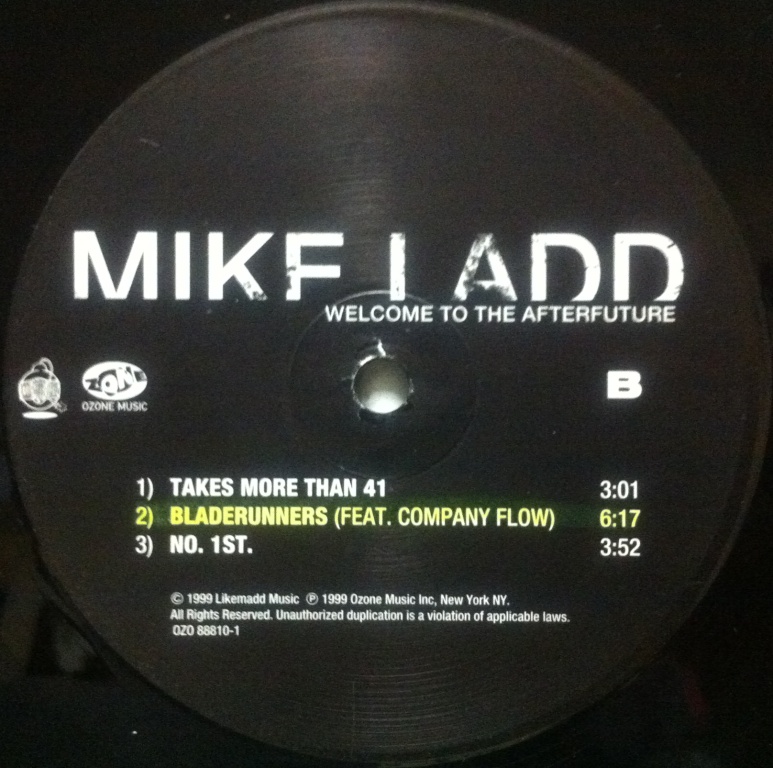 MIKE LADD
WELCOME TO THE AFTERFUTURE
ZONE
OZONE MUSIC
B
1) TAKES MORE THAN 41 3:01
2) BLADERUNNERS (FEAT. COMPANY FLOW) 6:17
3) NO. 1ST. 3:52
© 1999 Likemadd Music ℗ 1999 Ozone Music Inc, New York NY.
All Rights Reserved. Unauthorized duplication is a violation of applicable laws.
OZO 88810-1